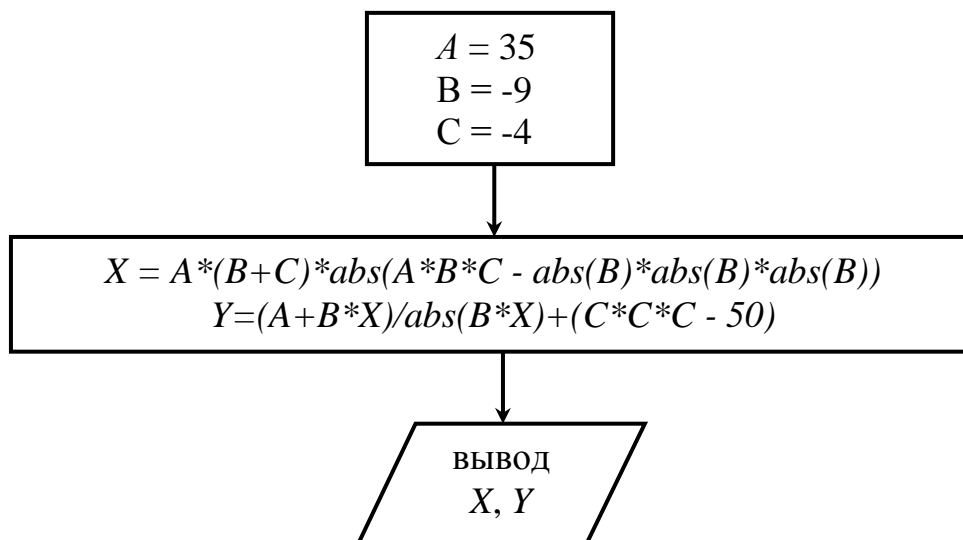 A = 35
B = -9
C = -4
X = A*(B+C)*abs(A*B*C - abs(B)*abs(B)*abs(B))
Y=(A+B*X)/abs(B*X)+(C*C*C - 50)
вывод
X, Y